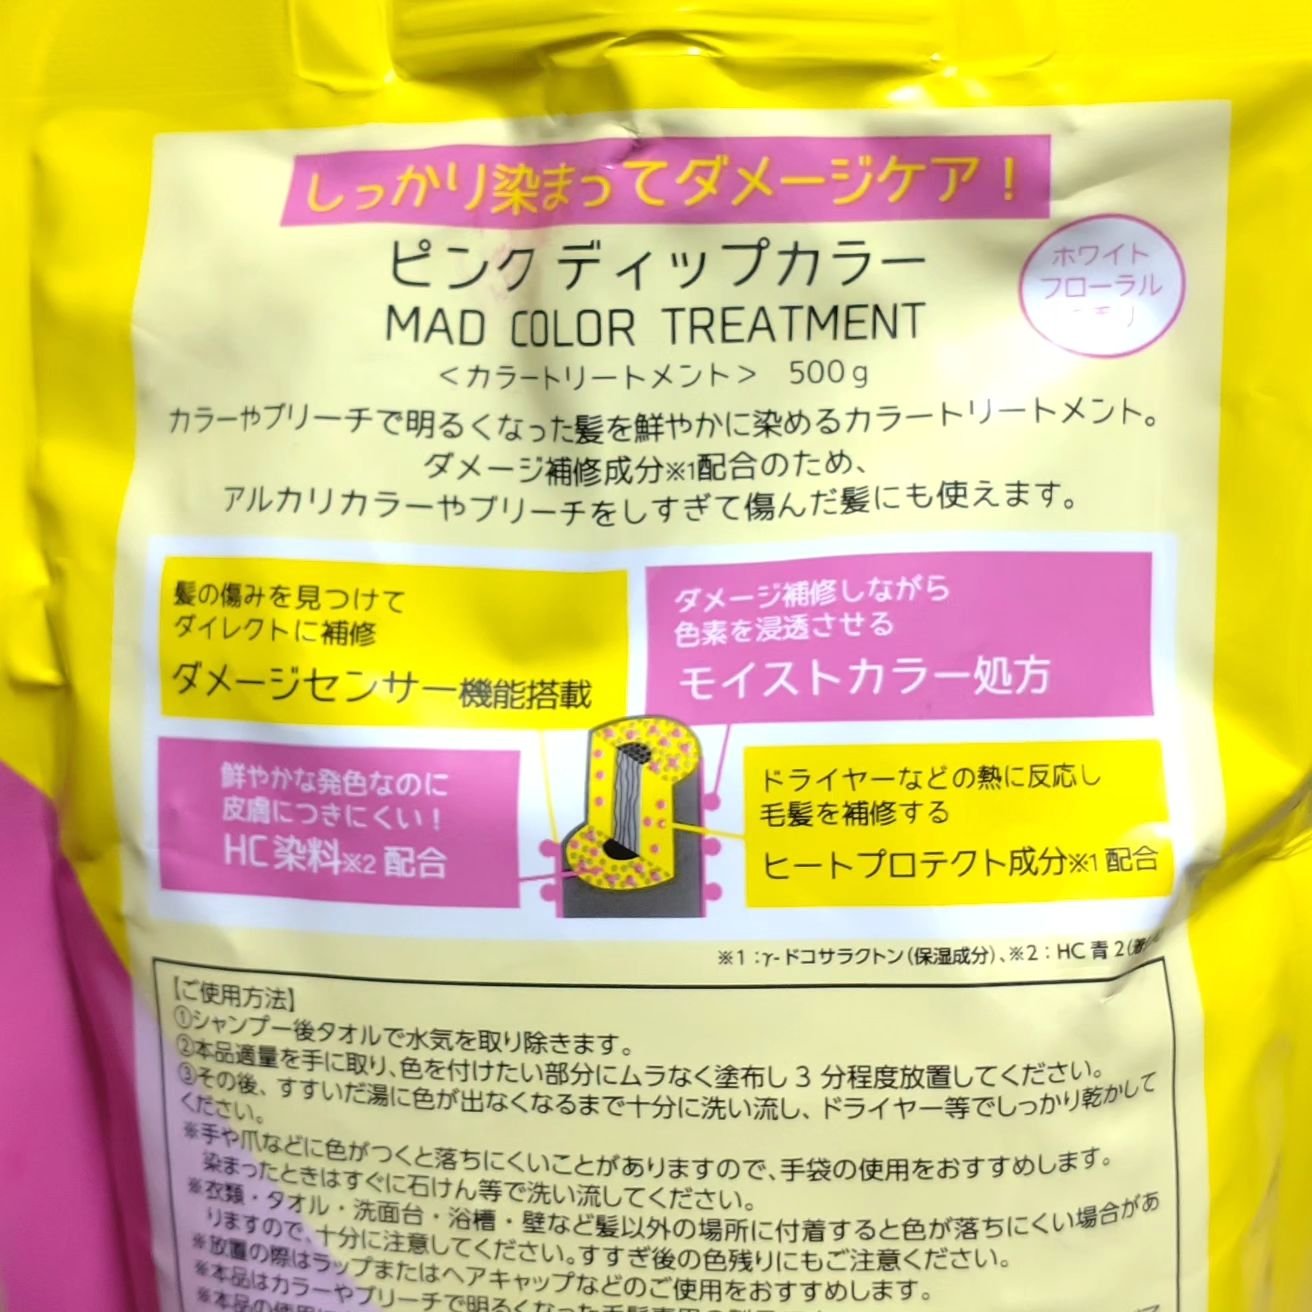 しっかり染まってダメージケア！
ピンクディップカラー
MAD COLOR TREATMENT
＜カラートリートメント＞ 500g
ホワイト
フローラル
カラーやブリーチで明るくなった髪を鮮やかに染めるカラートリートメント。
ダメージ補修成分※1配合のため、
アルカリカラーやブリーチをしすぎて傷んだ髪にも使えます。
髪の傷みを見つけて
ダイレクトに補修
ダメージセンサー機能搭載
ダメージ補修しながら
色素を浸透させる
モイストカラー処方
鮮やかな発色なのに
皮膚につきにくい！
HC染料※2 配合
ドライヤーなどの熱に反応し
毛髪を補修する
ヒートプロテクト成分※1 配合
※1：γ-ドコサラクトン(保湿成分)、※2：HC 青 2
【ご使用方法】
①シャンプー後タオルで水気を取り除きます。
②本品適量を手に取り、色を付けたい部分にムラなく塗布し 3 分程度放置してください。
③その後、すすいだ湯に色が出なくなるまで十分に洗い流し、ドライヤー等でしっかり乾かして
ください。
※手や爪などに色がつくと落ちにくいことがありますので、手袋の使用をおすすめします。
染まったときはすぐに石けん等で洗い流してください。
※衣類・タオル・洗面台・浴槽・壁など髪以外の場所に付着すると色が落ちにくい場合があ
りますので、十分に注意してください。すすぎ後の色残りにもご注意ください。
※放置の際はラップまたはヘアキャップなどのご使用をおすすめします。
※本品はカラーやブリーチで明るくなった
※本品の使用